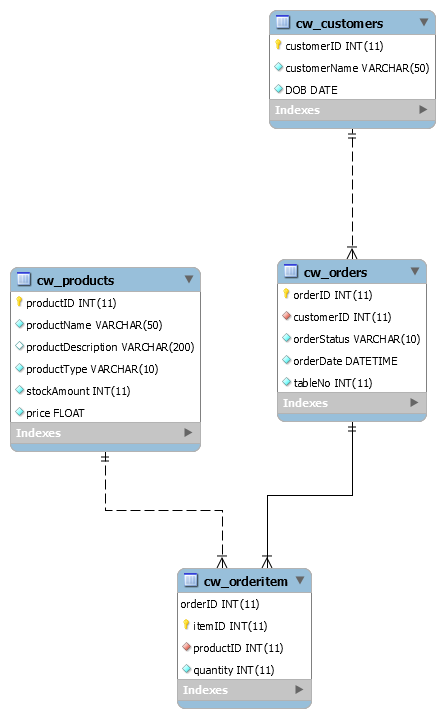 cw_customers
customerID INT(11)
customerName VARCHAR(50)
DOB DATE
Indexes
cw_products
productID INT(11)
productName VARCHAR(50)
productDescription VARCHAR(200)
productType VARCHAR(10)
stockAmount INT(11)
price FLOAT
Indexes
cw_orders
orderID INT(11)
customerID INT(11)
orderStatus VARCHAR(10)
orderDate DATETIME
tableNo INT(11)
Indexes
cw_orderitem
orderID INT(11)
itemID INT(11)
productID INT(11)
quantity INT(11)
Indexes